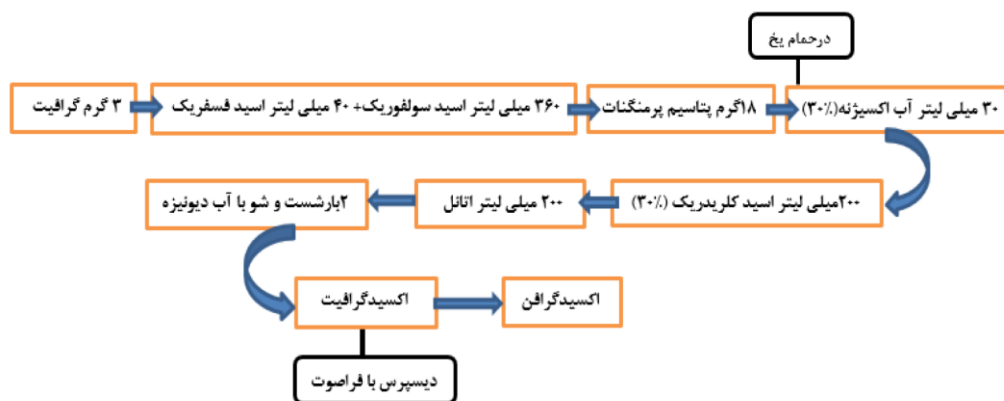 درحمام یخ
۳ گرم گرافیت
۳۶۰ میلی لیتر اسید سولفوریک+ ۴۰ میلی لیتر اسید فسفریک
۱۸گرم پتاسیم پرمنگنات
۳۰ میلی لیتر آب اکسیژنه(۳۰٪)
۲۰۰میلی لیتر اسید کلریدریک (۳۰٪)
۲۰۰ میلی لیتر اتانل
۲بارشست و شو با آب دیونیزه
اکسیدگرافیت
اکسیدگرافن
دیسپرس با فراصوت